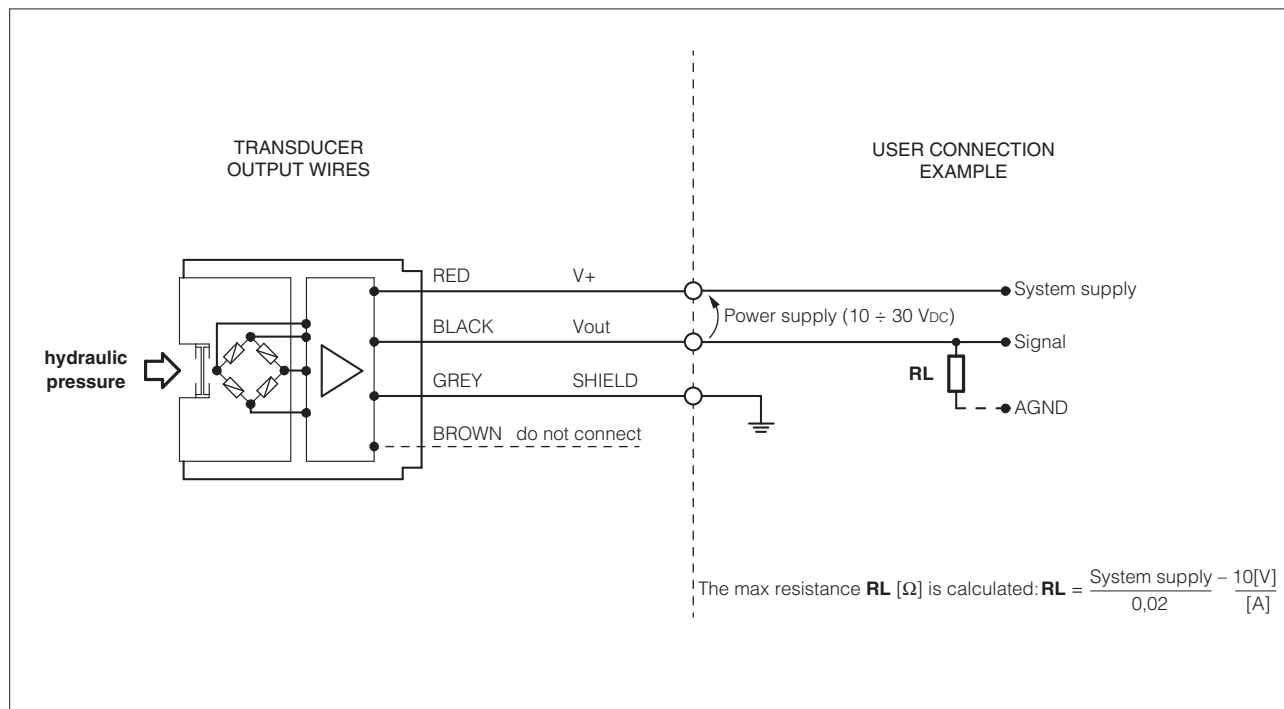 TRANSDUCER
OUTPUT WIRES
USER CONNECTION
EXAMPLE
hydraulic
pressure
RED V+
BLACK Vout
GREY SHIELD
BROWN do not connect
System supply
Power supply (10 ÷ 30 VDC)
Signal
RL
AGND
The max resistance RL [Ω] is calculated: RL = System supply – 10[V]
0,02 [A]